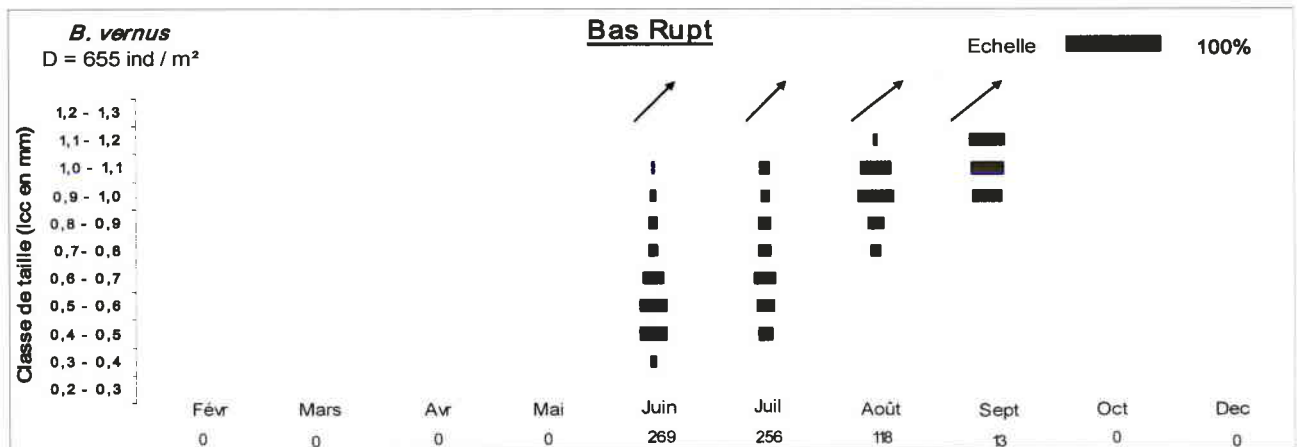 B. vernus
D = 655 ind / m²
Bas Rupt
Echelle 100%
Classe de taille (lcc en mm)
1,2 - 1,3
1,1 - 1,2
1,0 - 1,1
0,9 - 1,0
0,8 - 0,9
0,7- 0,8
0,6 - 0,7
0,5 - 0,6
0,4 - 0,5
0,3 - 0,4
0,2 - 0,3
Févr Mars Avr Mai Juin Juil Août Sept Oct Dec
0 0 0 0 269 256 118 13 0 0